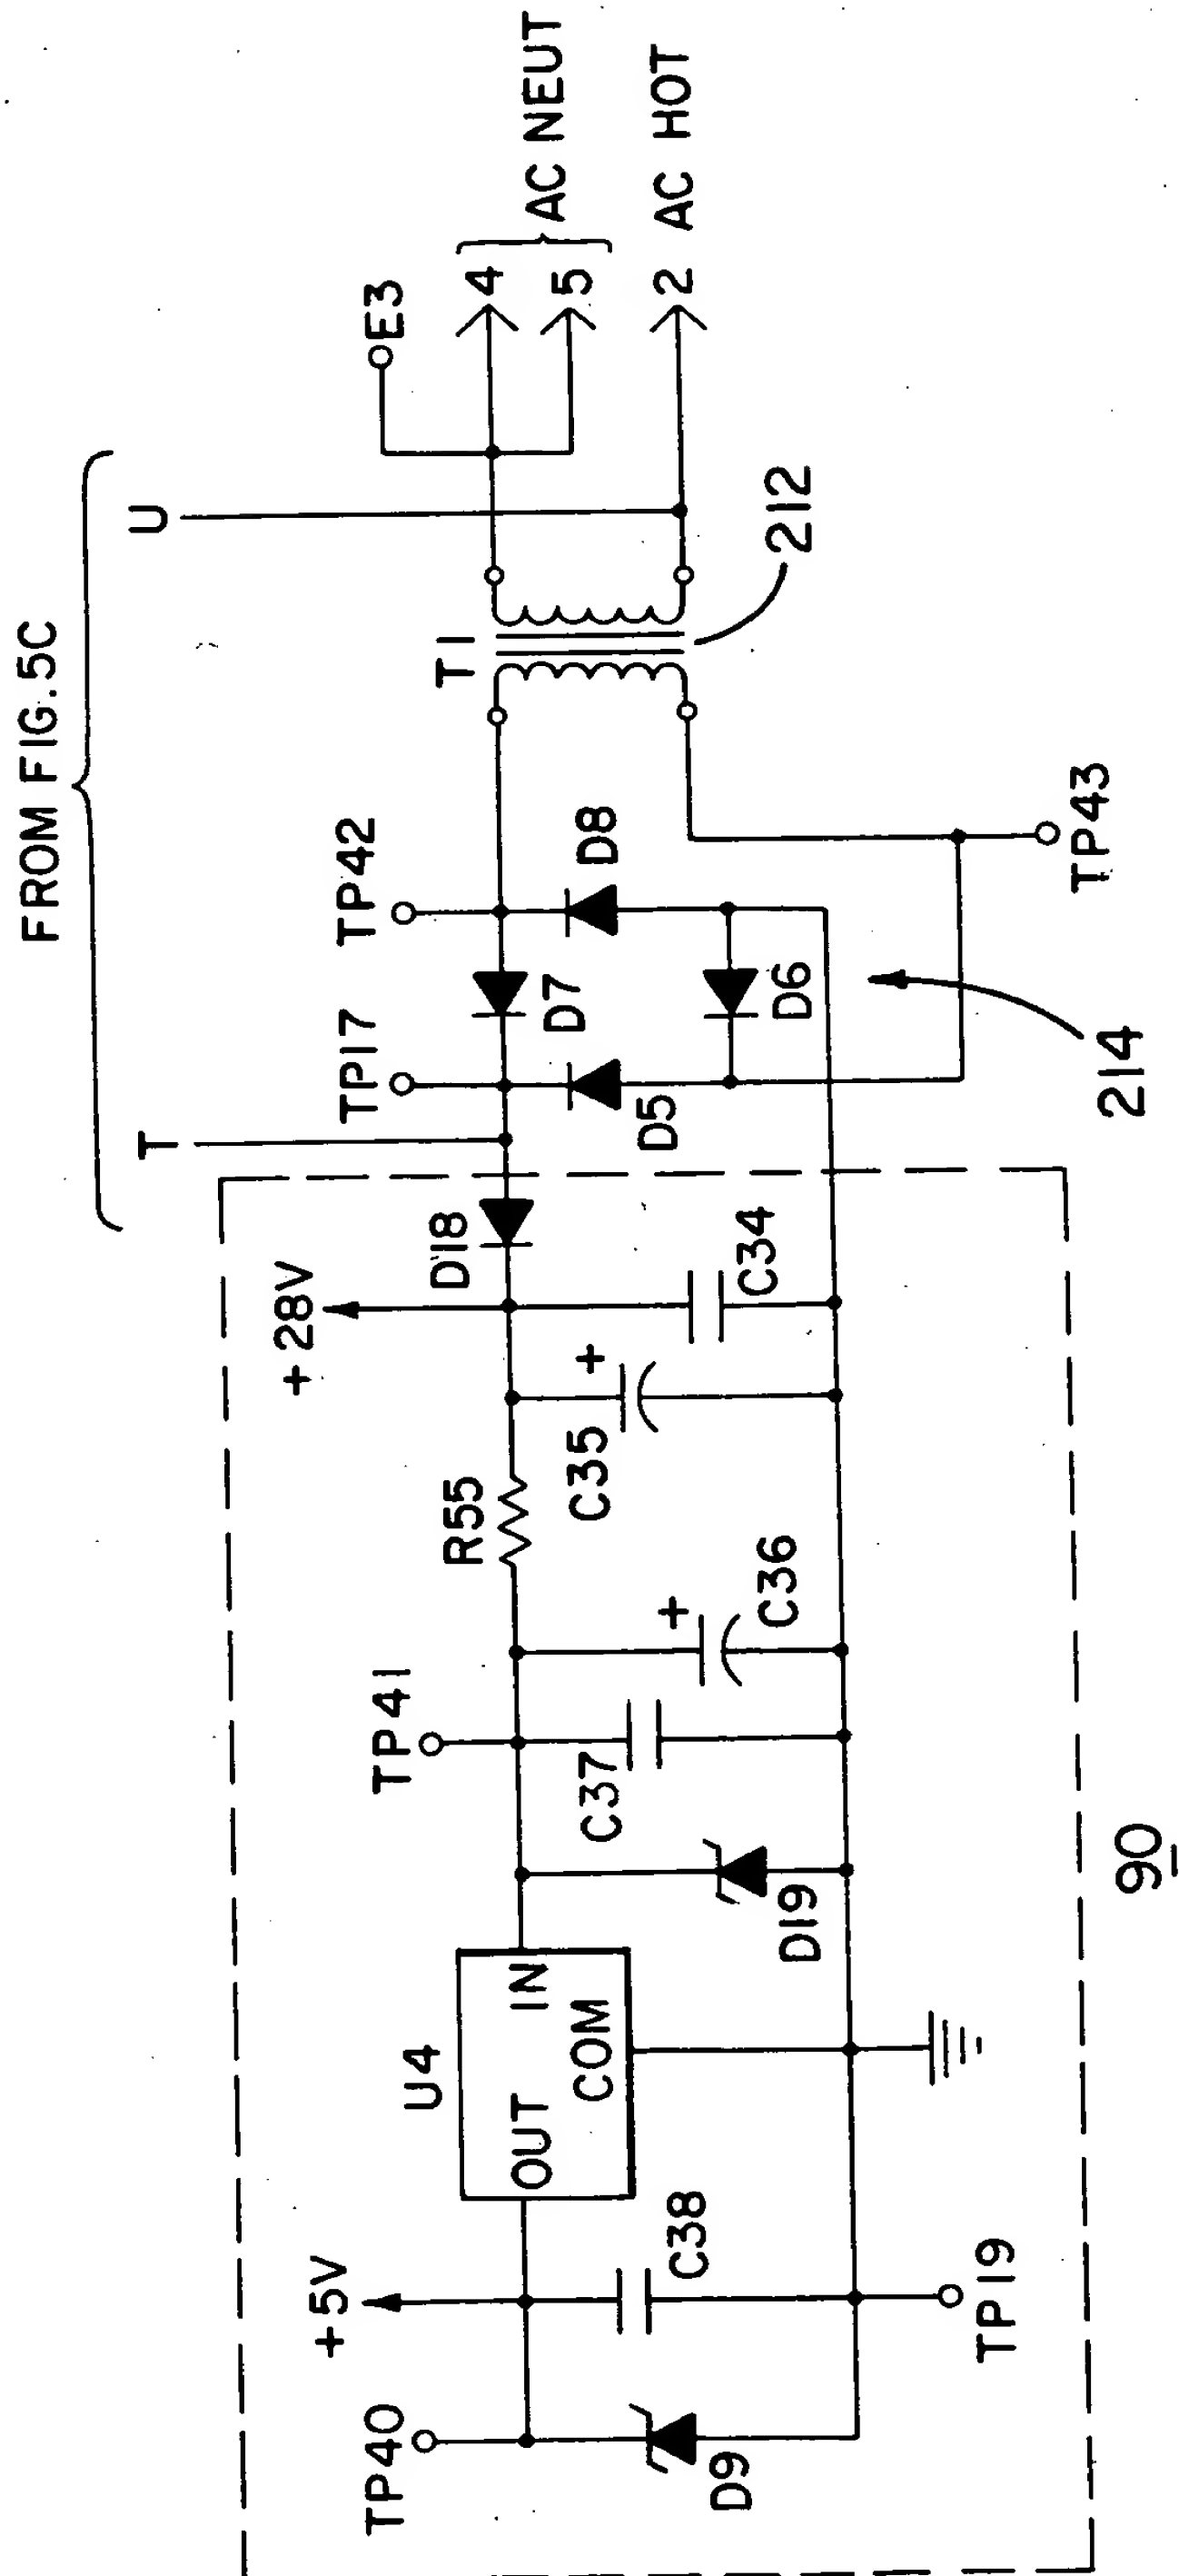 FROM FIG. 5C
T
U
TP40
+5V
U4
OUT
IN
COM
TP41
R55
+28V
D18
TP17
TP42
T1
E3
4
5
AC NEUT
2
AC HOT
D9
C38
D19
C37
C36
C35
C34
D5
D7
D6
D8
212
TP19
214
TP43
90